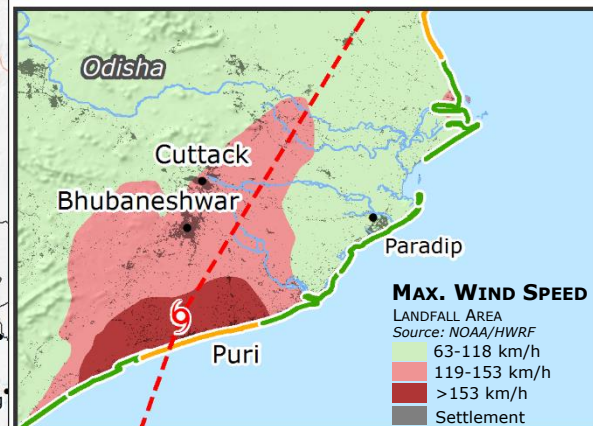 Odisha
Cuttack
Bhubaneshwar
Paradip
Puri
MAX. WIND SPEED
LANDFALL AREA
Source: NOAA/HWRF
63-118 km/h
119-153 km/h
>153 km/h
Settlement